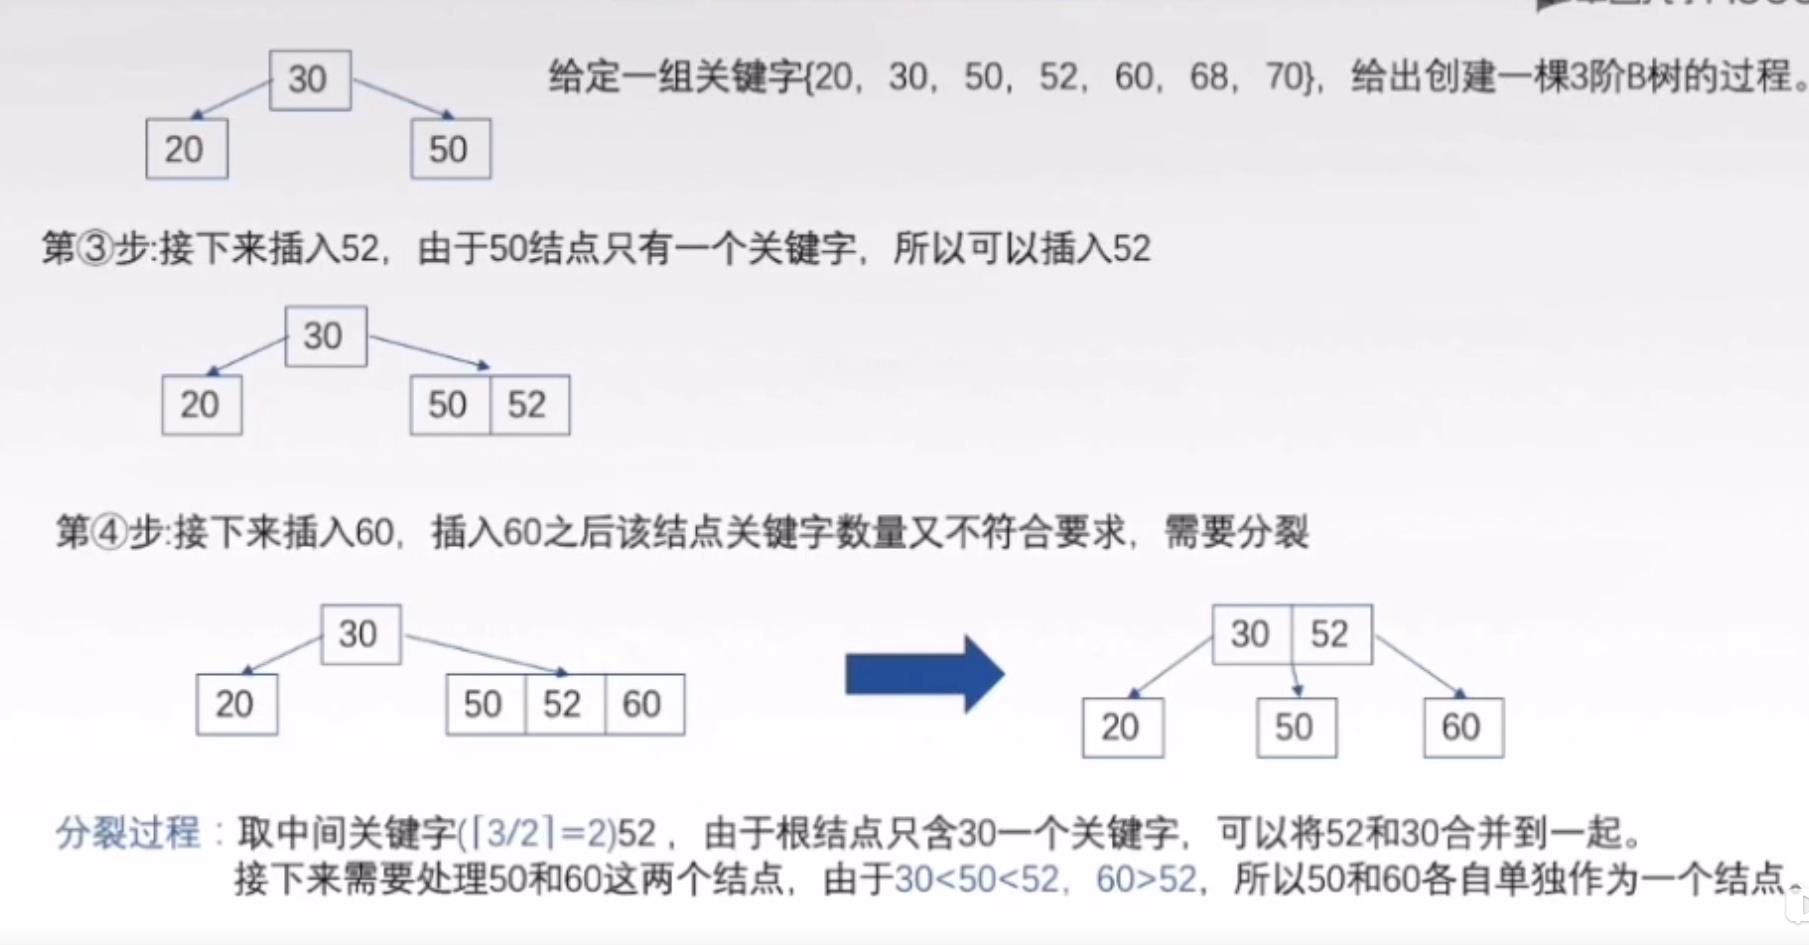 30
给定一组关键字{20，30，50，52，60，68，70}，给出创建一棵3阶B树的过程。
20
50
第③步:接下来插入52，由于50结点只有一个关键字，所以可以插入52
30
20
50 52
第④步:接下来插入60，插入60之后该结点关键字数量又不符合要求，需要分裂
30
30 52
20
50 52 60
20
50
60
分裂过程：取中间关键字(⌈3/2⌉=2)52，由于根结点只含30一个关键字，可以将52和30合并到一起。
接下来需要处理50和60这两个结点，由于30<50<52，60>52，所以50和60各自单独作为一个结点。